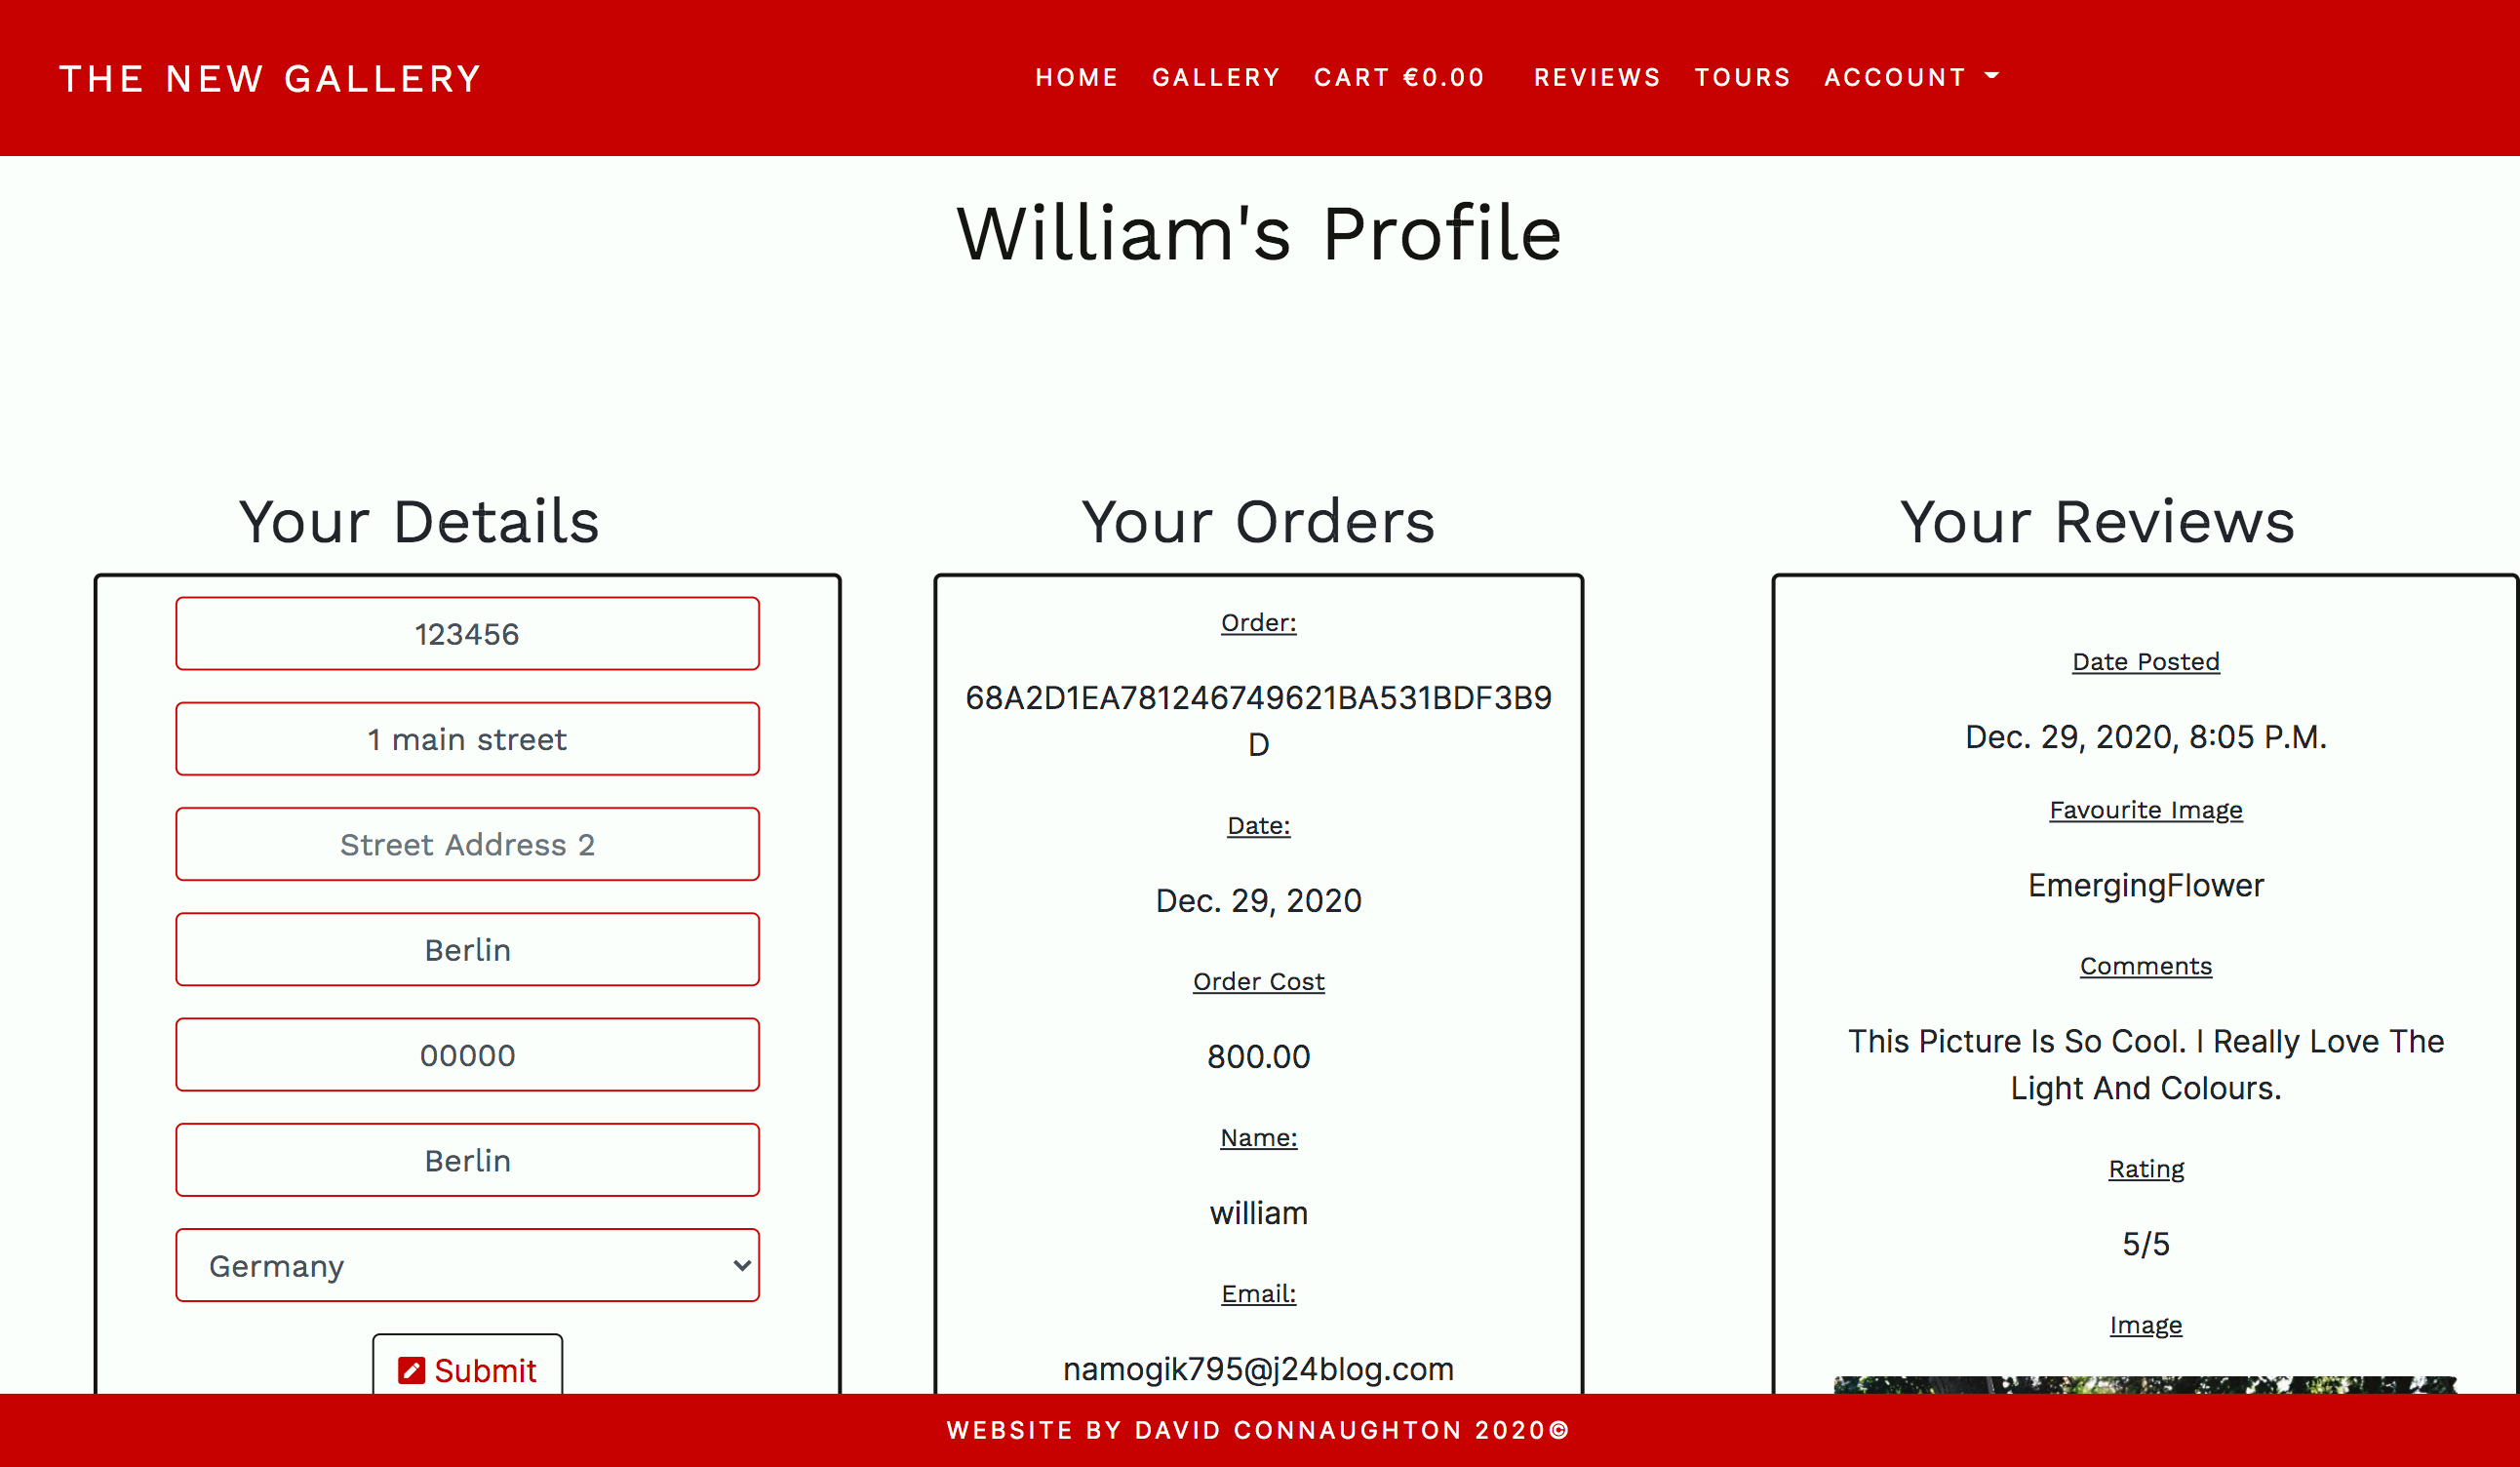 THE NEW GALLERY
HOME GALLERY CART €0.00 REVIEWS TOURS ACCOUNT
William's Profile
Your Details
123456
1 main street
Street Address 2
Berlin
00000
Berlin
Germany
Submit
Your Orders
Order:
68A2D1EA781246749621BA531BDF3B9
D
Date:
Dec. 29, 2020
Order Cost
800.00
Name:
william
Email:
namogik795@j24blog.com
Your Reviews
Date Posted
Dec. 29, 2020, 8:05 P.M.
Favourite Image
EmergingFlower
Comments
This Picture Is So Cool. I Really Love The
Light And Colours.
Rating
5/5
Image
WEBSITE BY DAVID CONNAUGHTON 2020©